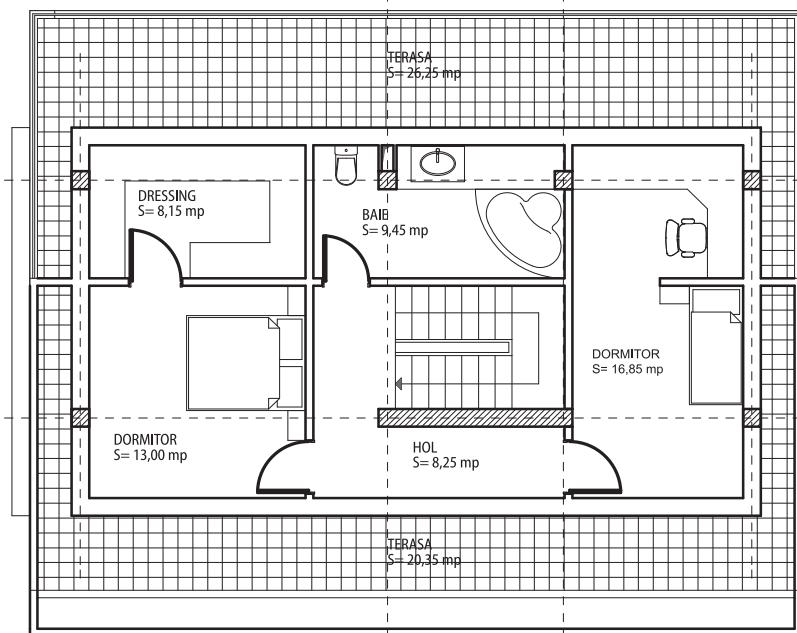 TERASA
S= 26,25 mp
DRESSING
S= 8,15 mp
BAIE
S= 9,45 mp
DORMITOR
S= 16,85 mp
DORMITOR
S= 13,00 mp
HOL
S= 8,25 mp
TERASA
S= 20,35 mp